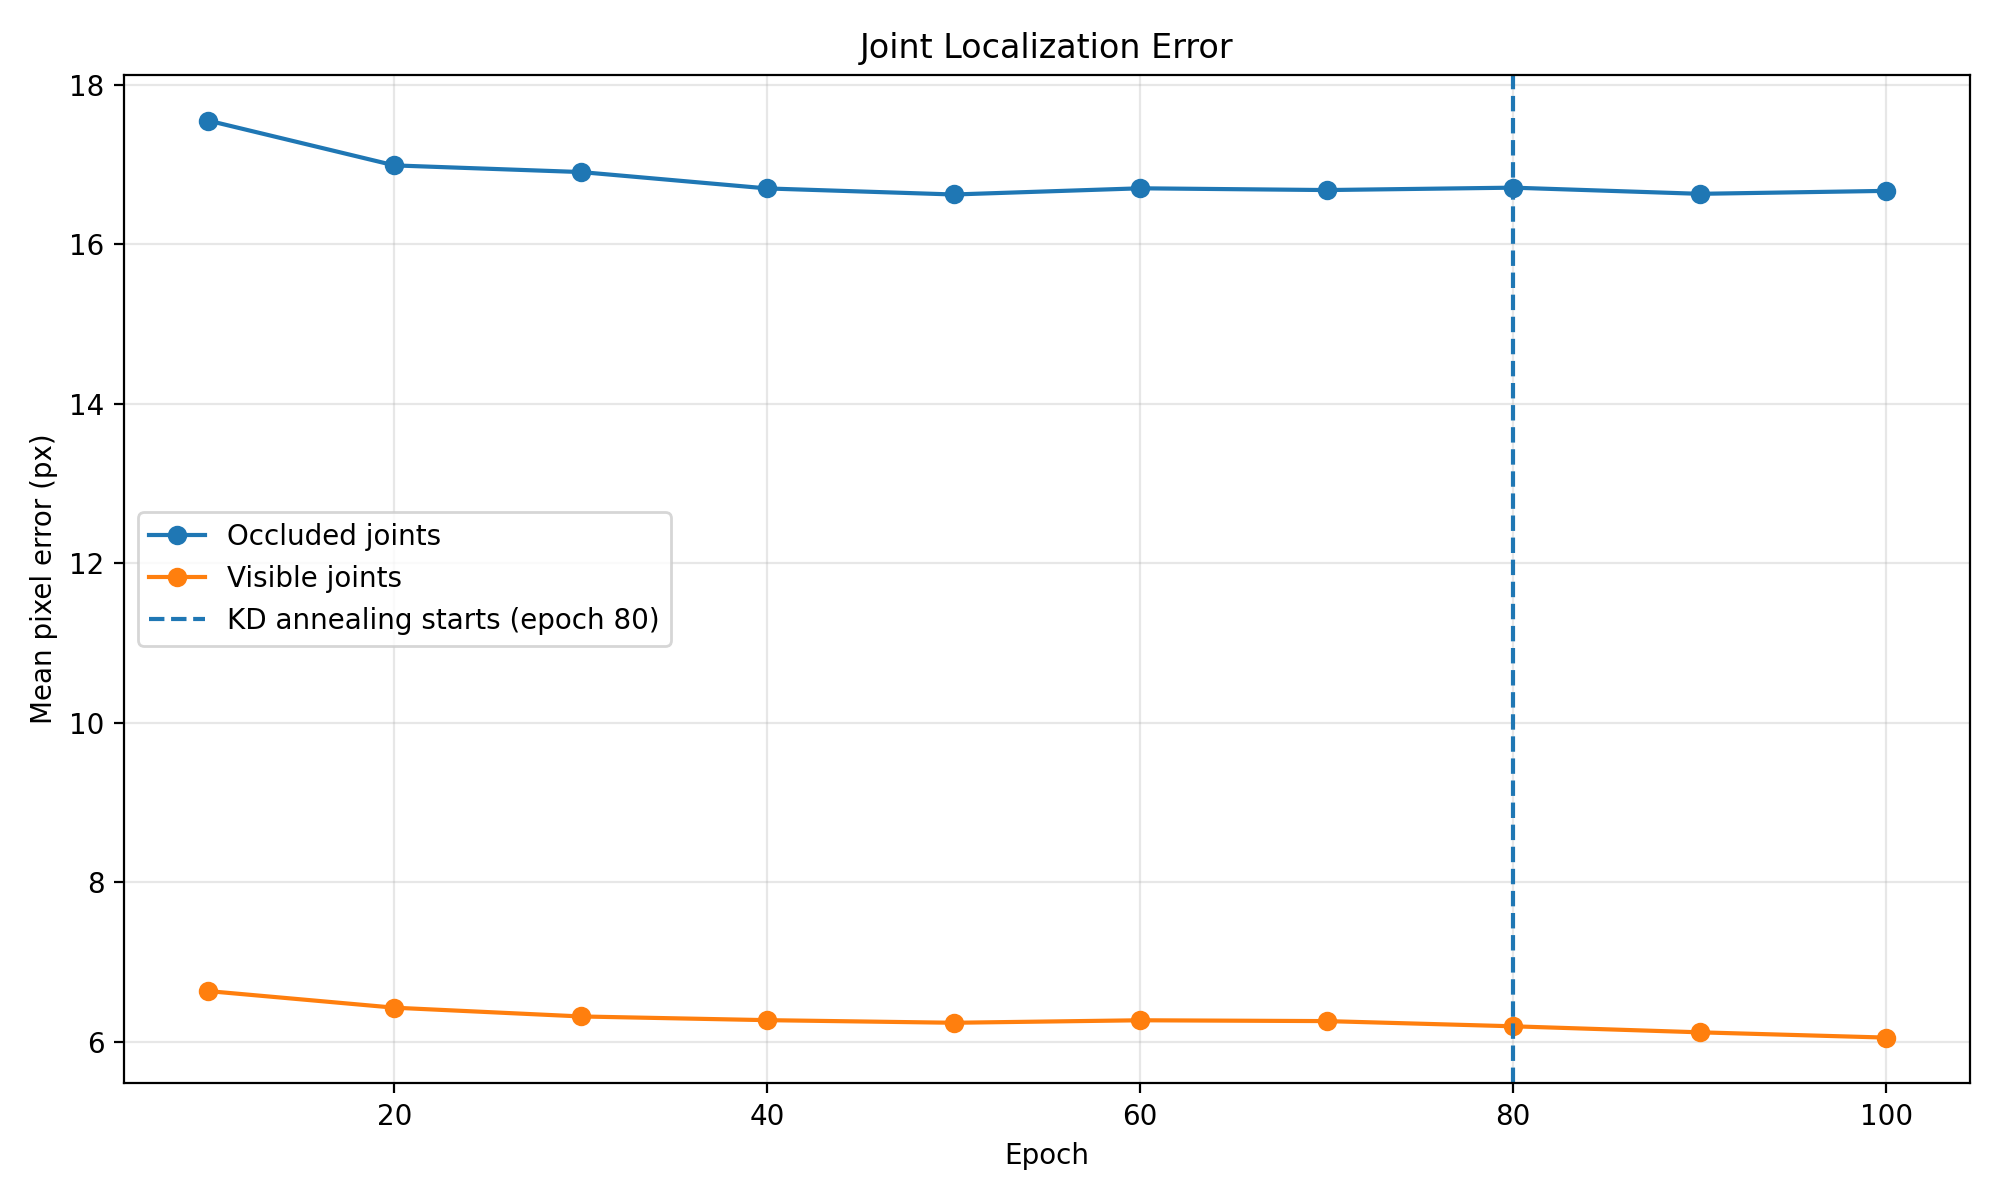 Joint Localization Error
18
16
14
12
10
8
6
Mean pixel error (px)
Occluded joints
Visible joints
KD annealing starts (epoch 80)
20
40
60
80
100
Epoch